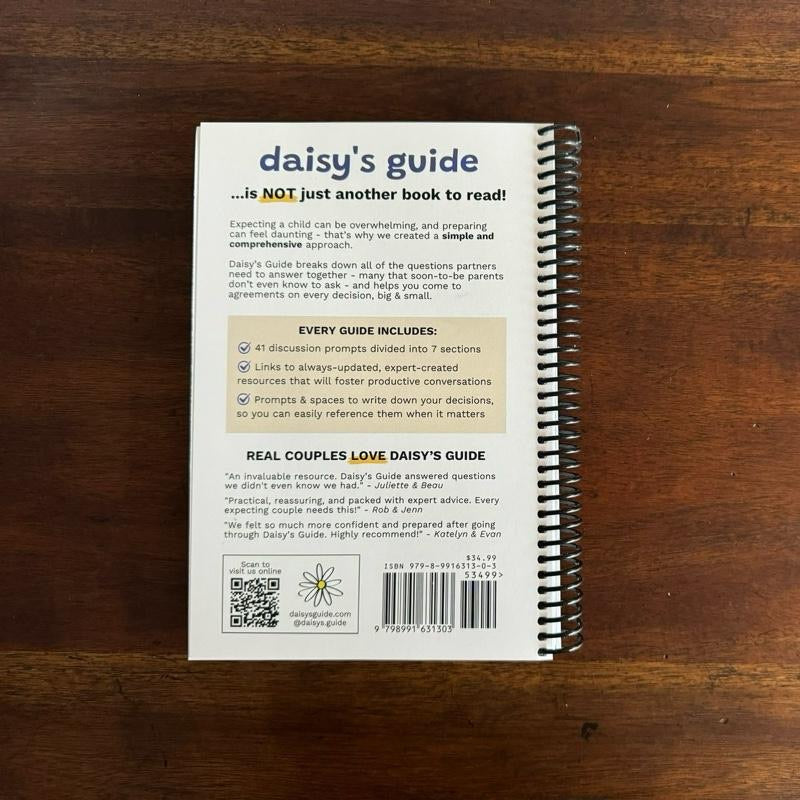 daisy's guide
...is NOT just another book to read!
Expecting a child can be overwhelming, and preparing
can feel daunting - that's why we created a simple and
comprehensive approach.
Daisy's Guide breaks down all of the questions partners
need to answer together - many that soon-to-be parents
don't even know to ask - and helps you come to
agreements on every decision, big & small.
EVERY GUIDE INCLUDES:
41 discussion prompts divided into 7 sections
Links to always-updated, expert-created
resources that will foster productive conversations
Prompts & spaces to write down your decisions,
so you can easily reference them when it matters
REAL COUPLES LOVE DAISY'S GUIDE
"An invaluable resource. Daisy's Guide answered questions
we didn't even know we had." - Juliette & Beau
"Practical, reassuring, and packed with expert advice. Every
expecting couple needs this!" - Rob & Jenn
"We felt so much more confident and prepared after going
through Daisy's Guide. Highly recommend!" - Katelyn & Evan
Scan to
visit us online
daisysguide.com
@daisys.guide
$34.99
ISBN 979-8-9916313-0-3
53499>
9 798991 631303